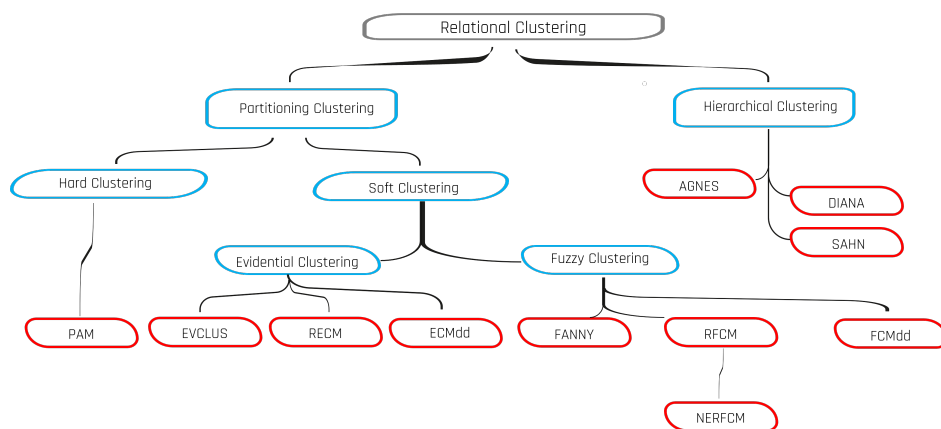 Relational Clustering
Partitioning Clustering
Hierarchical Clustering
Hard Clustering
Soft Clustering
AGNES
DIANA
SAHN
Evidential Clustering
Fuzzy Clustering
PAM
EVCLUS
RECM
ECMdd
FANNY
RFCM
FCMdd
NERFCM